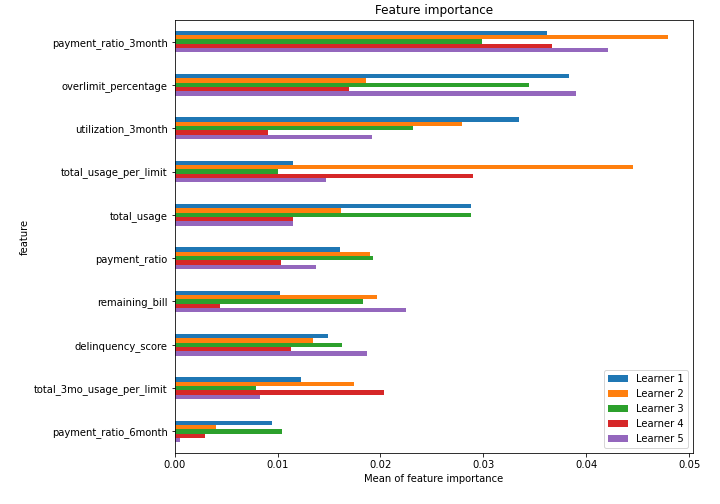 Feature importance
payment_ratio_3month
overlimit_percentage
utilization_3month
total_usage_per_limit
total_usage
payment_ratio
remaining_bill
delinquency_score
total_3mo_usage_per_limit
payment_ratio_6month
feature
Learner 1
Learner 2
Learner 3
Learner 4
Learner 5
0.00 0.01 0.02 0.03 0.04 0.05
Mean of feature importance